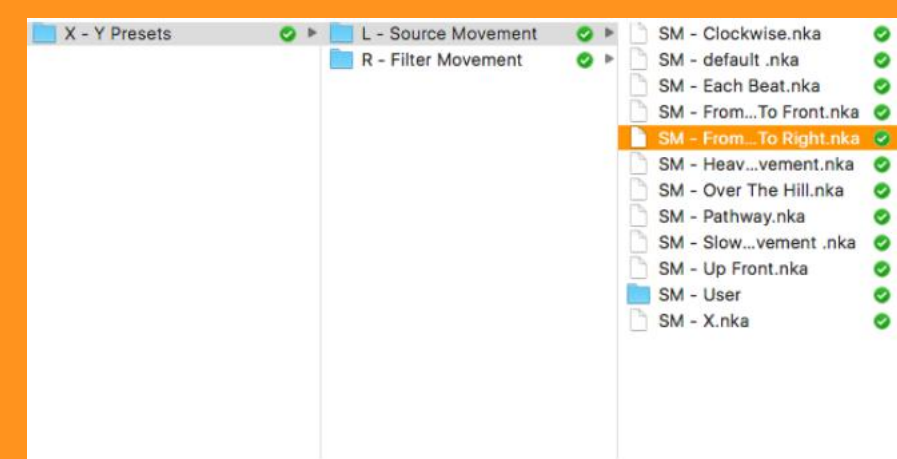 X - Y Presets
L - Source Movement
R - Filter Movement
SM - Clockwise.nka
SM - default .nka
SM - Each Beat.nka
SM - From...To Front.nka
SM - From...To Right.nka
SM - Heav...vement.nka
SM - Over The Hill.nka
SM - Pathway.nka
SM - Slow...vement .nka
SM - Up Front.nka
SM - User
SM - X.nka